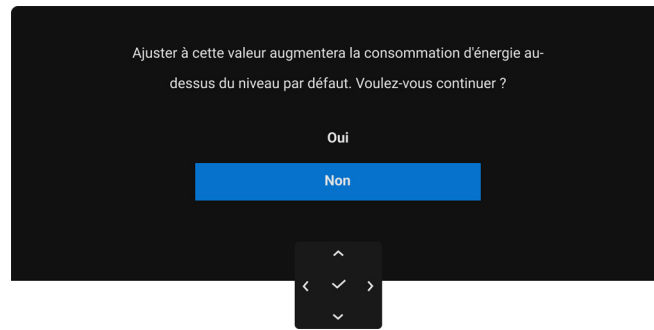 Ajuster à cette valeur augmentera la consommation d'énergie au-
dessus du niveau par défaut. Voulez-vous continuer ?
Oui
Non